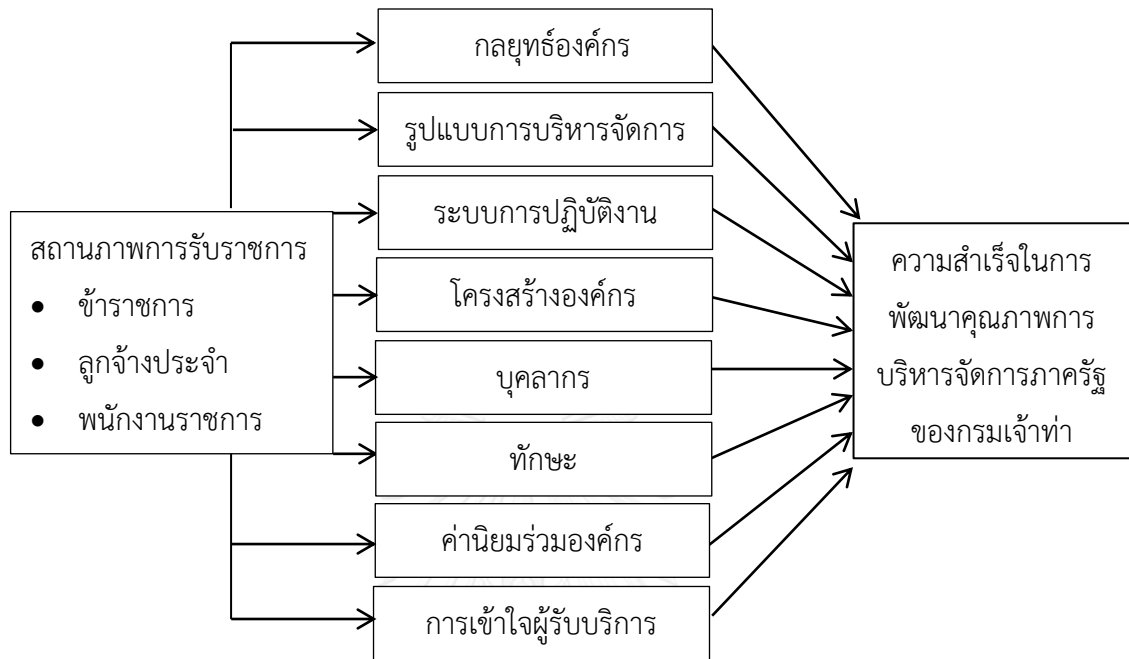 สถานภาพการรับราชการ
● ข้าราชการ
● ลูกจ้างประจำ
● พนักงานราชการ
กลยุทธ์องค์กร
รูปแบบการบริหารจัดการ
ระบบการปฏิบัติงาน
โครงสร้างองค์กร
บุคลากร
ทักษะ
ค่านิยมร่วมองค์กร
การเข้าใจผู้รับบริการ
ความสำเร็จในการ
พัฒนาคุณภาพการ
บริหารจัดการภาครัฐ
ของกรมเจ้าท่า